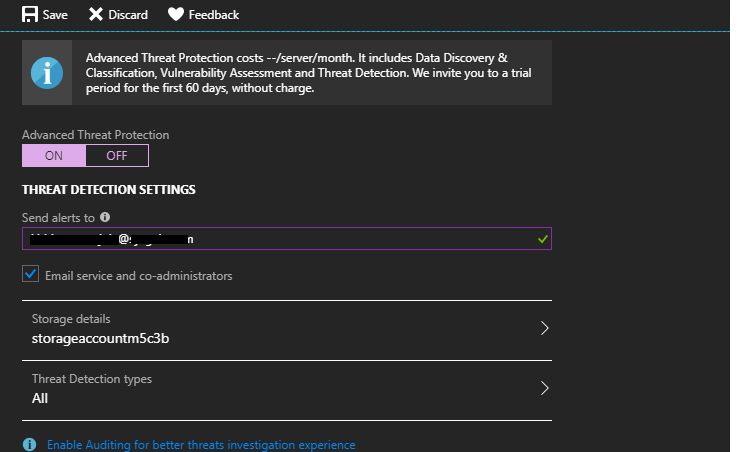 Save Discard Feedback
Advanced Threat Protection costs --/server/month. It includes Data Discovery &
Classification, Vulnerability Assessment and Threat Detection. We invite you to a trial
period for the first 60 days, without charge.
Advanced Threat Protection
ON OFF
THREAT DETECTION SETTINGS
Send alerts to
Email service and co-administrators
Storage details
storageaccountm5c3b
Threat Detection types
All
Enable Auditing for better threats investigation experience